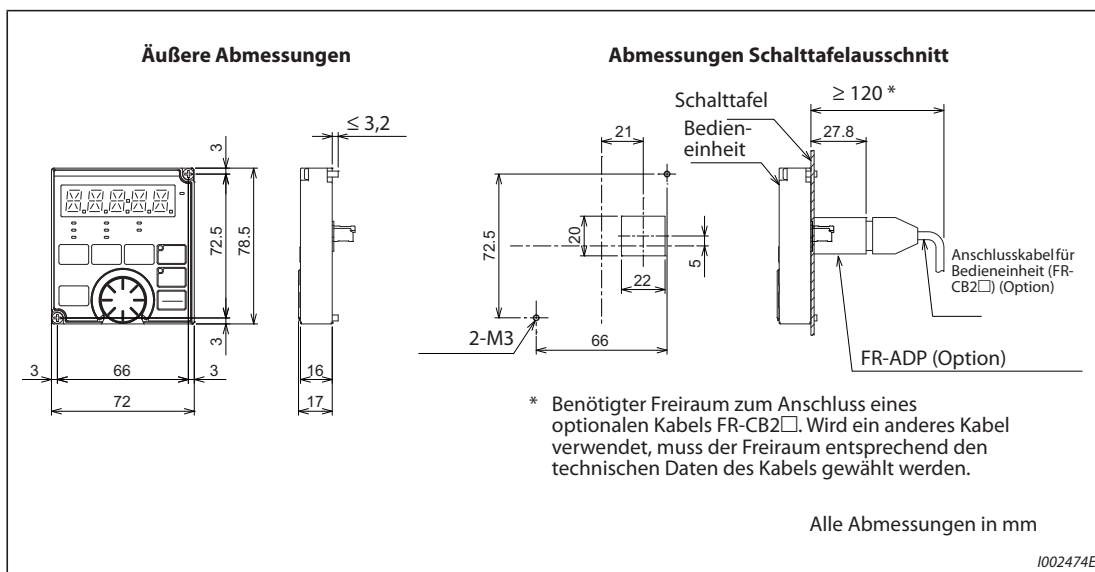 Äußere Abmessungen
Abmessungen Schalttafelausschnitt
≤ 3,2
3
72.5
78.5
3
3
66
3
72
16
17
Schalttafel
Bedien-
einheit
≥ 120 *
27.8
21
72.5
20
22
5
2-M3
66
Anschlusskabel für
Bedieneinheit (FR-
CB2□) (Option)
FR-ADP (Option)
* Benötigter Freiraum zum Anschluss eines
optionalen Kabels FR-CB2□. Wird ein anderes Kabel
verwendet, muss der Freiraum entsprechend den
technischen Daten des Kabels gewählt werden.
Alle Abmessungen in mm
I002474E